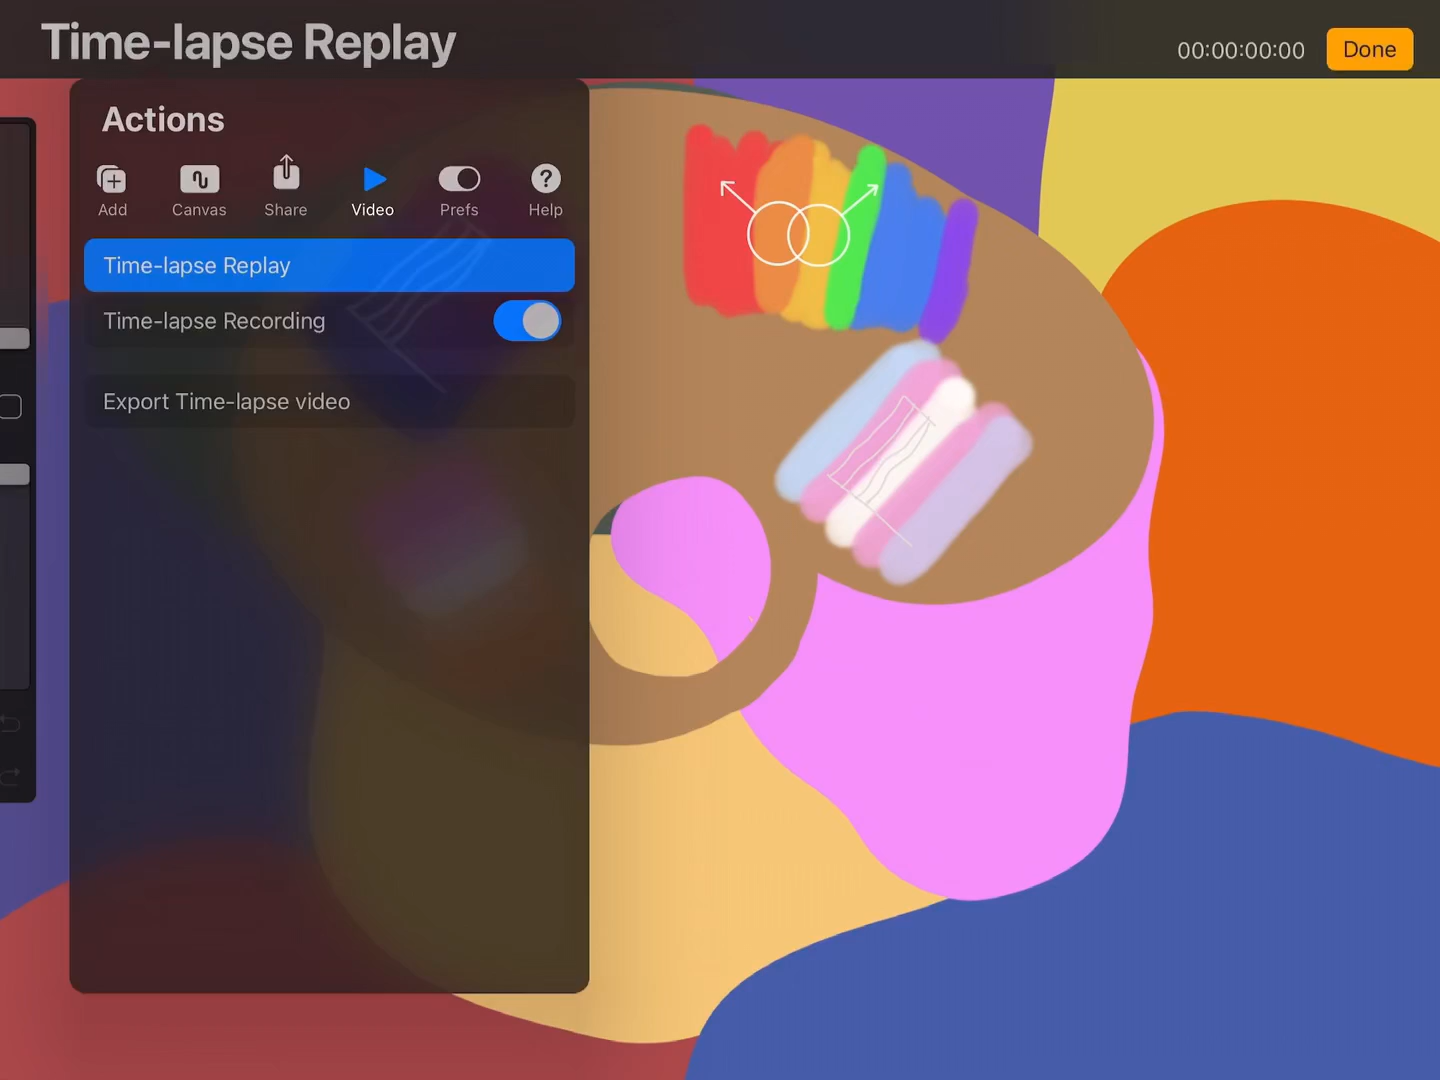 Time-lapse Replay
00:00:00:00
Done
Actions
Add
Canvas
Share
Video
Prefs
Help
Time-lapse Replay
Time-lapse Recording
Export Time-lapse video